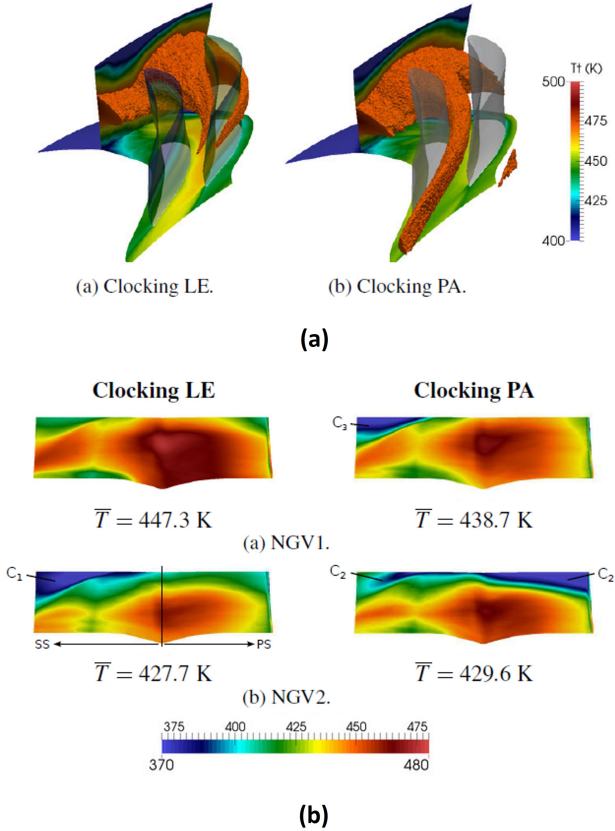 Tt (K)
500
475
450
425
400
(a) Clocking LE.
(b) Clocking PA.
(a)
Clocking LE
Clocking PA
C3
T = 447.3 K
T = 438.7 K
(a) NGV1.
C1
C2
C2
SS
PS
T = 427.7 K
T = 429.6 K
(b) NGV2.
375 400 425 450 475
370 480
(b)